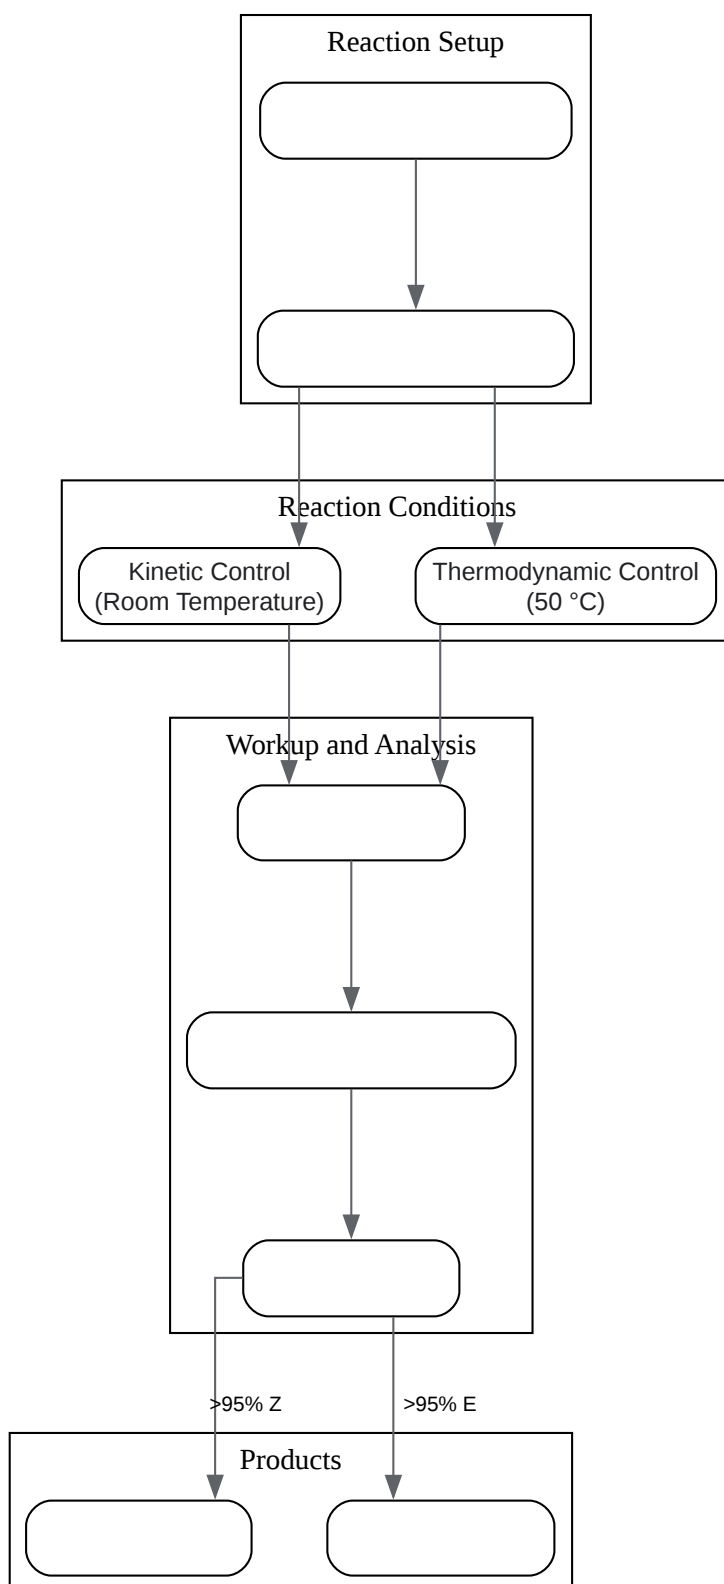 Reaction Setup
Reaction Conditions
Kinetic Control
(Room Temperature)
Thermodynamic Control
(50 °C)
Workup and Analysis
>95% Z
>95% E
Products